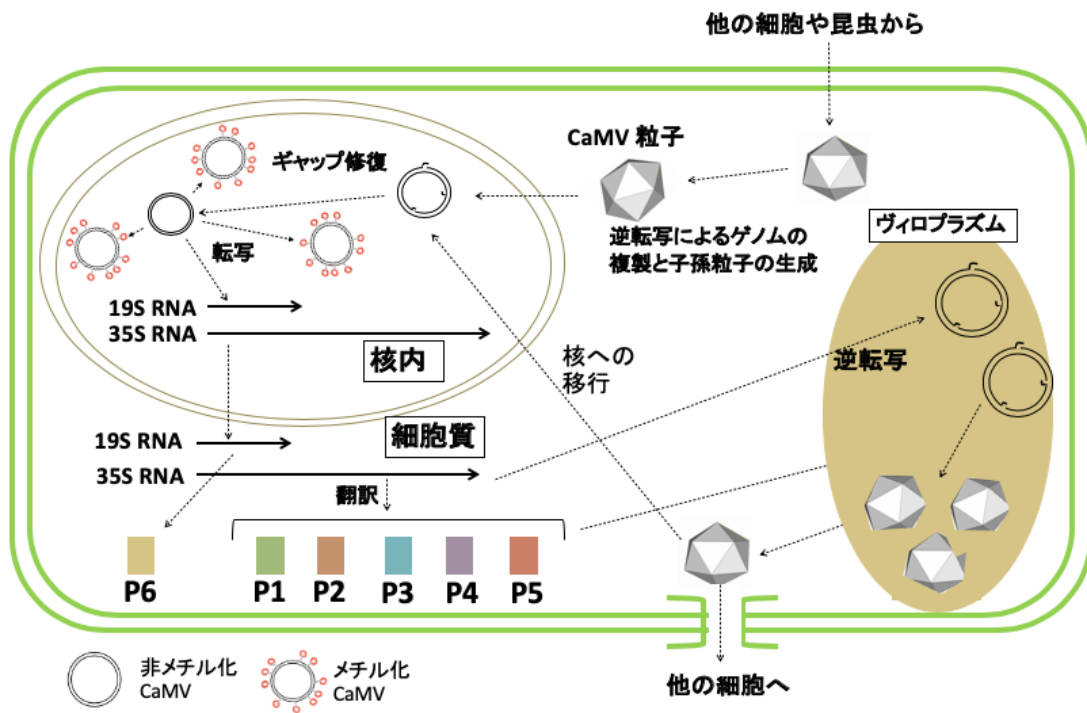 他の細胞や昆虫から
CaMV 粒子
ギャップ修復
逆転写によるゲノムの
複製と子孫粒子の生成
ヴィロプラズム
転写
19S RNA
35S RNA
核内
核への
移行
逆転写
細胞質
19S RNA
35S RNA
翻訳
P6
P1
P2
P3
P4
P5
非メチル化
CaMV
メチル化
CaMV
他の細胞へ